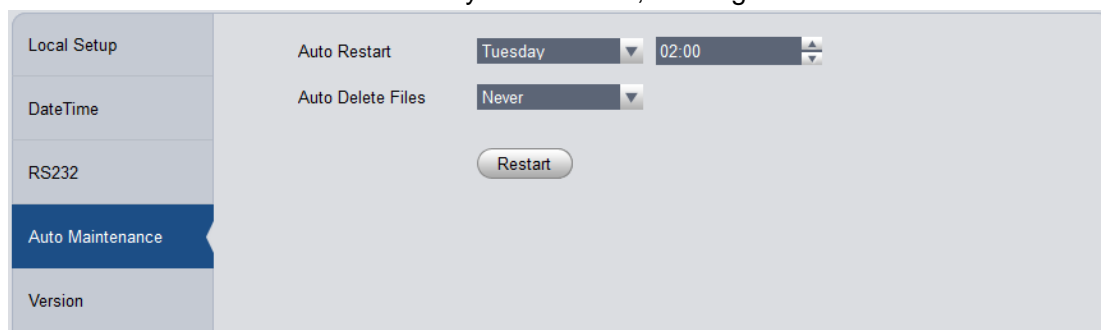 Local Setup
Auto Restart Tuesday 02:00
Auto Delete Files Never
DateTime
Restart
RS232
Auto Maintenance
Version